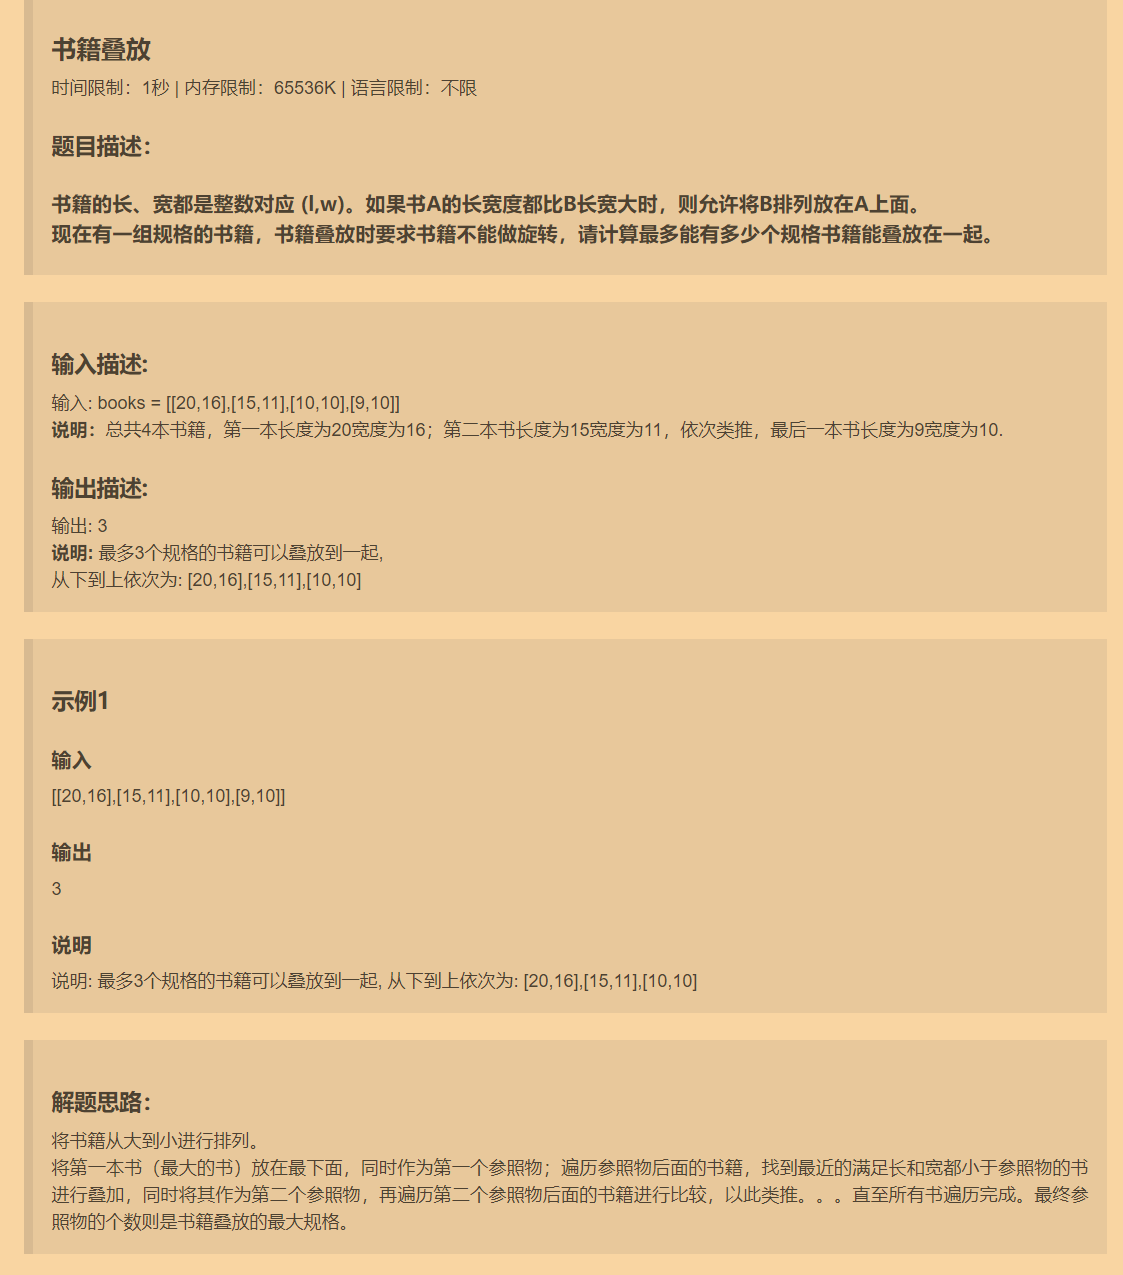 书籍叠放
时间限制：1秒 | 内存限制：65536K | 语言限制：不限
题目描述：
书籍的长、宽都是整数对应 (l,w)。如果书A的长宽度都比B长宽大时，则允许将B排列放在A上面。
现在有一组规格的书籍，书籍叠放时要求书籍不能做旋转，请计算最多能有多少个规格书籍能叠放在一起。
输入描述:
输入: books = [[20,16],[15,11],[10,10],[9,10]]
说明：总共4本书籍，第一本长度为20宽度为16；第二本书长度为15宽度为11，依次类推，最后一本书长度为9宽度为10.
输出描述:
输出: 3
说明: 最多3个规格的书籍可以叠放到一起,
从下到上依次为: [20,16],[15,11],[10,10]
示例1
输入
[[20,16],[15,11],[10,10],[9,10]]
输出
3
说明
说明: 最多3个规格的书籍可以叠放到一起, 从下到上依次为: [20,16],[15,11],[10,10]
解题思路：
将书籍从大到小进行排列。
将第一本书（最大的书）放在最下面，同时作为第一个参照物；遍历参照物后面的书籍，找到最近的满足长和宽都小于参照物的书
进行叠加，同时将其作为第二个参照物，再遍历第二个参照物后面的书籍进行比较，以此类推。。。直至所有书遍历完成。最终参
照物的个数则是书籍叠放的最大规格。